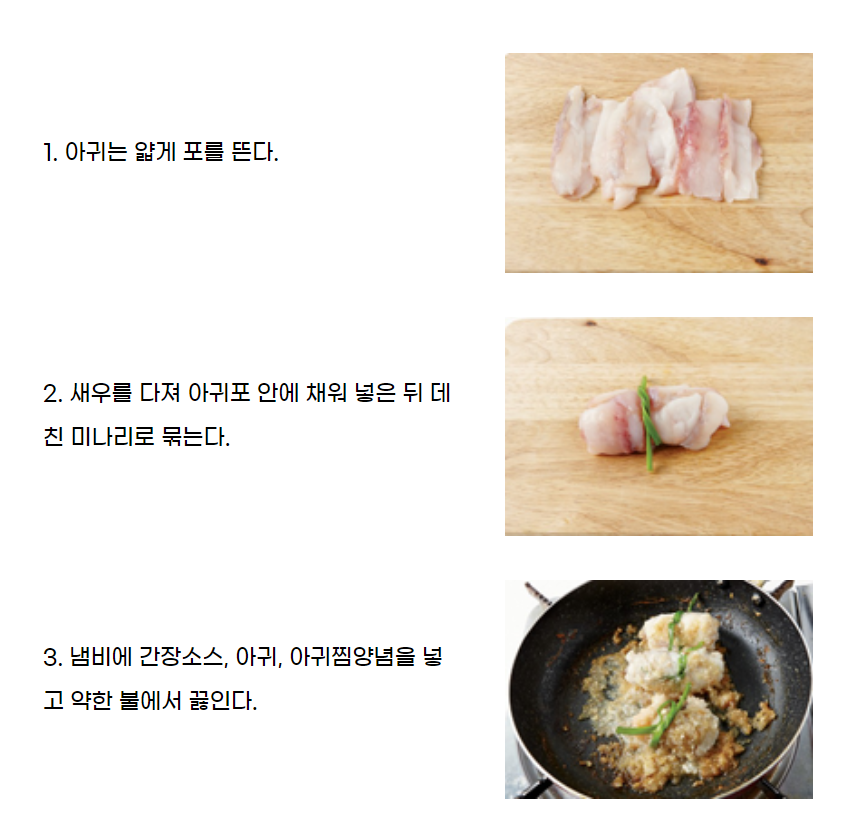 1. 아귀는 얇게 포를 뜬다.
2. 새우를 다져 아귀포 안에 채워 넣은 뒤 데
친 미나리로 묶는다.
3. 냄비에 간장소스, 아귀, 아귀찜양념을 넣
고 약한 불에서 끓인다.